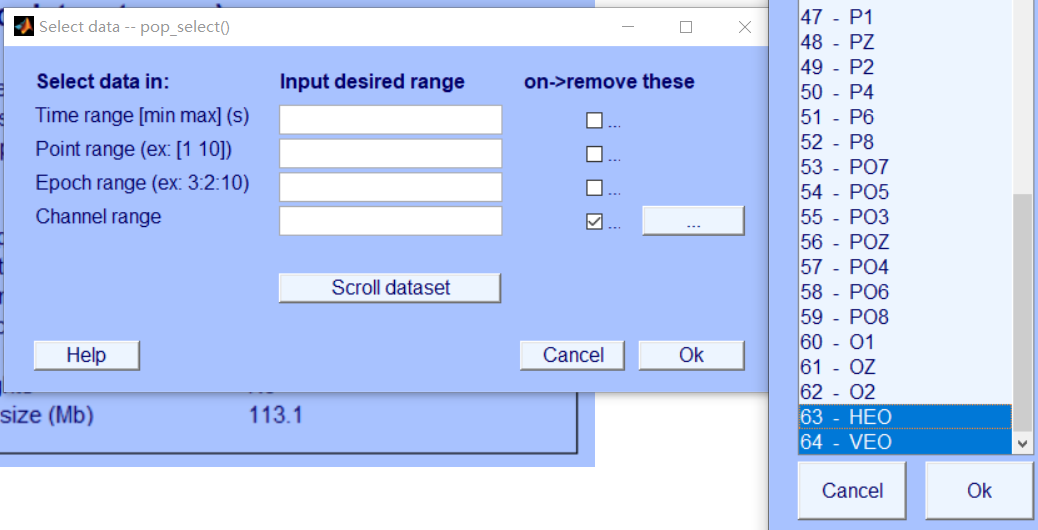 Select data -- pop_select()
Select data in: Input desired range on->remove these
Time range [min max] (s) ...
Point range (ex: [1 10]) ...
Epoch range (ex: 3:2:10) ...
Channel range ... ...
Scroll dataset
Help Cancel Ok
size (Mb) 113.1
47 - P1
48 - PZ
49 - P2
50 - P4
51 - P6
52 - P8
53 - PO7
54 - PO5
55 - PO3
56 - POZ
57 - PO4
58 - PO6
59 - PO8
60 - O1
61 - OZ
62 - O2
63 - HEO
64 - VEO
Cancel Ok